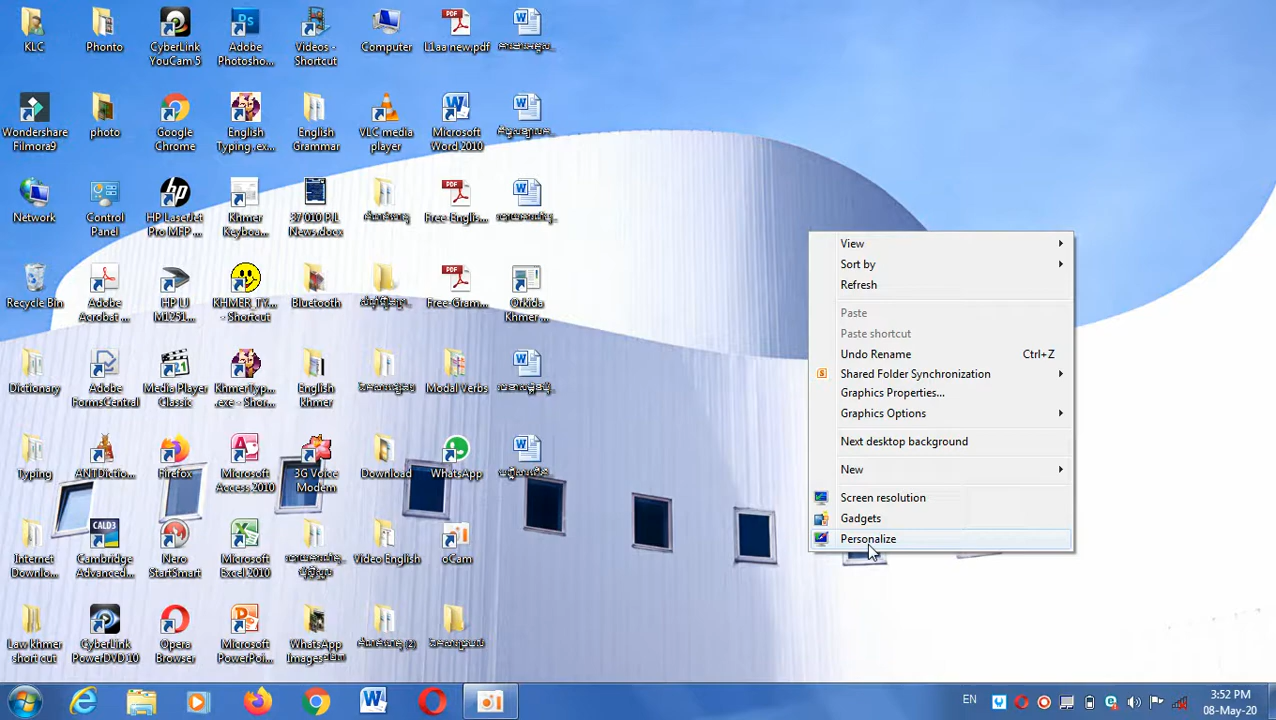 KLC
Phonto
CyberLink
YouCam 5
Adobe
Photosho...
Videos -
Shortcut
Computer
L1aa new.pdf
Wondershare
Filmora9
photo
Google
Chrome
English
Typing .ex...
English
Grammar
VLC media
player
Microsoft
Word 2010
Network
Control
Panel
HP LaserJet
Pro MFP ...
Khmer
Keyboa...
37 010 PIL
News.docx
Free-Englis...
Recycle Bin
Adobe
Acrobat ...
HP LJ
M1251...
KHMER_TY...
- Shortcut
Bluetooth
Free-Gram...
Orkida
Khmer ...
Dictionary
Adobe
FormsCentral
Media Player
Classic
KhmerTyp...
.exe - Shor...
English
Khmer
Modal Verbs
Typing
ANTDictio...
Firefox
Microsoft
Access 2010
3G Voice
Modem
Download
WhatsApp
Internet
Downlo...
CALD3
Cambridge
Advanced...
Nero
StartSmart
Microsoft
Excel 2010
Video English
oCam
Law khmer
short cut
CyberLink
PowerDVD 10
Opera
Browser
Microsoft
PowerPoi...
WhatsApp
Images
View
Sort by
Refresh
Paste
Paste shortcut
Undo Rename Ctrl+Z
Shared Folder Synchronization
Graphics Properties...
Graphics Options
Next desktop background
New
Screen resolution
Gadgets
Personalize
EN
3:52 PM
08-May-20